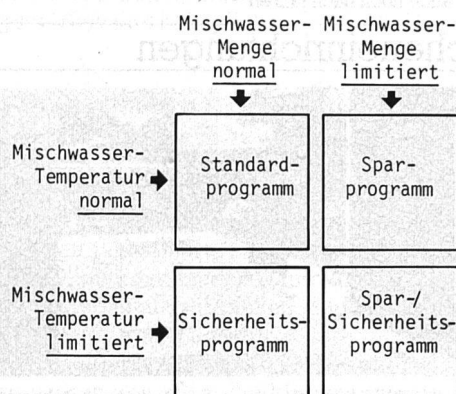 Mischwasser-
Menge
normal
Mischwasser-
Menge
limitiert
Mischwasser-
Temperatur
normal
Standard-
programm
Spar-
programm
Mischwasser-
Temperatur
limitiert
Sicherheits-
programm
Spar-/
Sicherheits-
programm